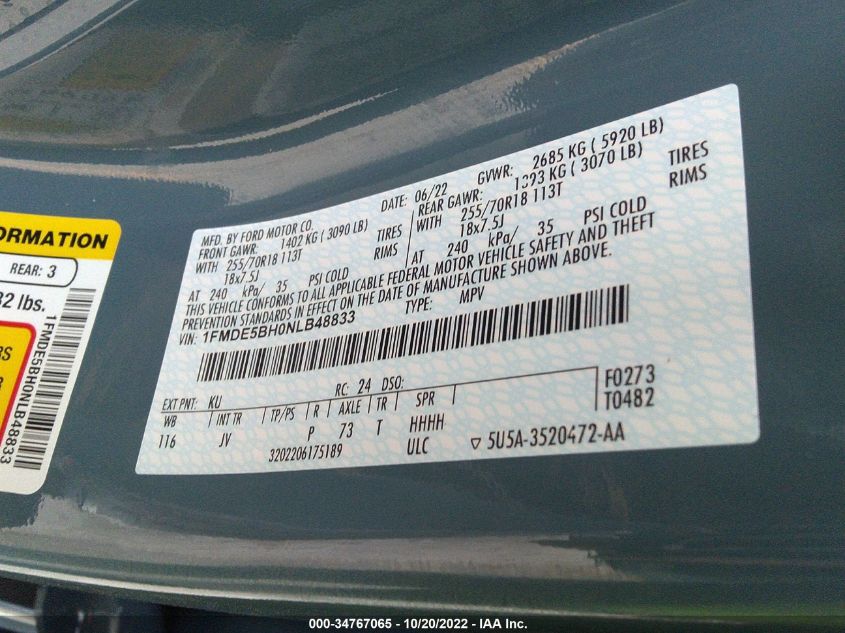 ORMATION
REAR: 3
32 lbs.
RS
R
1FMDE5BH0NLB48833
MFD. BY FORD MOTOR CO.
DATE: 06/22
GVWR: 2685 KG ( 5920 LB)
FRONT GAWR: 1402 KG ( 3090 LB)
REAR GAWR: 1393 KG ( 3070 LB)
WITH 255/70R18 113T TIRES
WITH 255/70R18 113T TIRES
18x7.5J RIMS
18x7.5J RIMS
AT 240 kPa/ 35 PSI COLD
AT 240 kPa/ 35 PSI COLD
THIS VEHICLE CONFORMS TO ALL APPLICABLE FEDERAL MOTOR VEHICLE SAFETY AND THEFT
PREVENTION STANDARDS IN EFFECT ON THE DATE OF MANUFACTURE SHOWN ABOVE.
VIN: 1FMDE5BH0NLB48833
TYPE: MPV
EXT PNT: KU RC: 24 DSO:
WB INT TR TP/PS R AXLE TR SPR
116 JV P 73 T HHHH
3202206175189 ULC
F0273
T0482
5U5A-3520472-AA
000-34767065 - 10/20/2022 - IAA Inc.